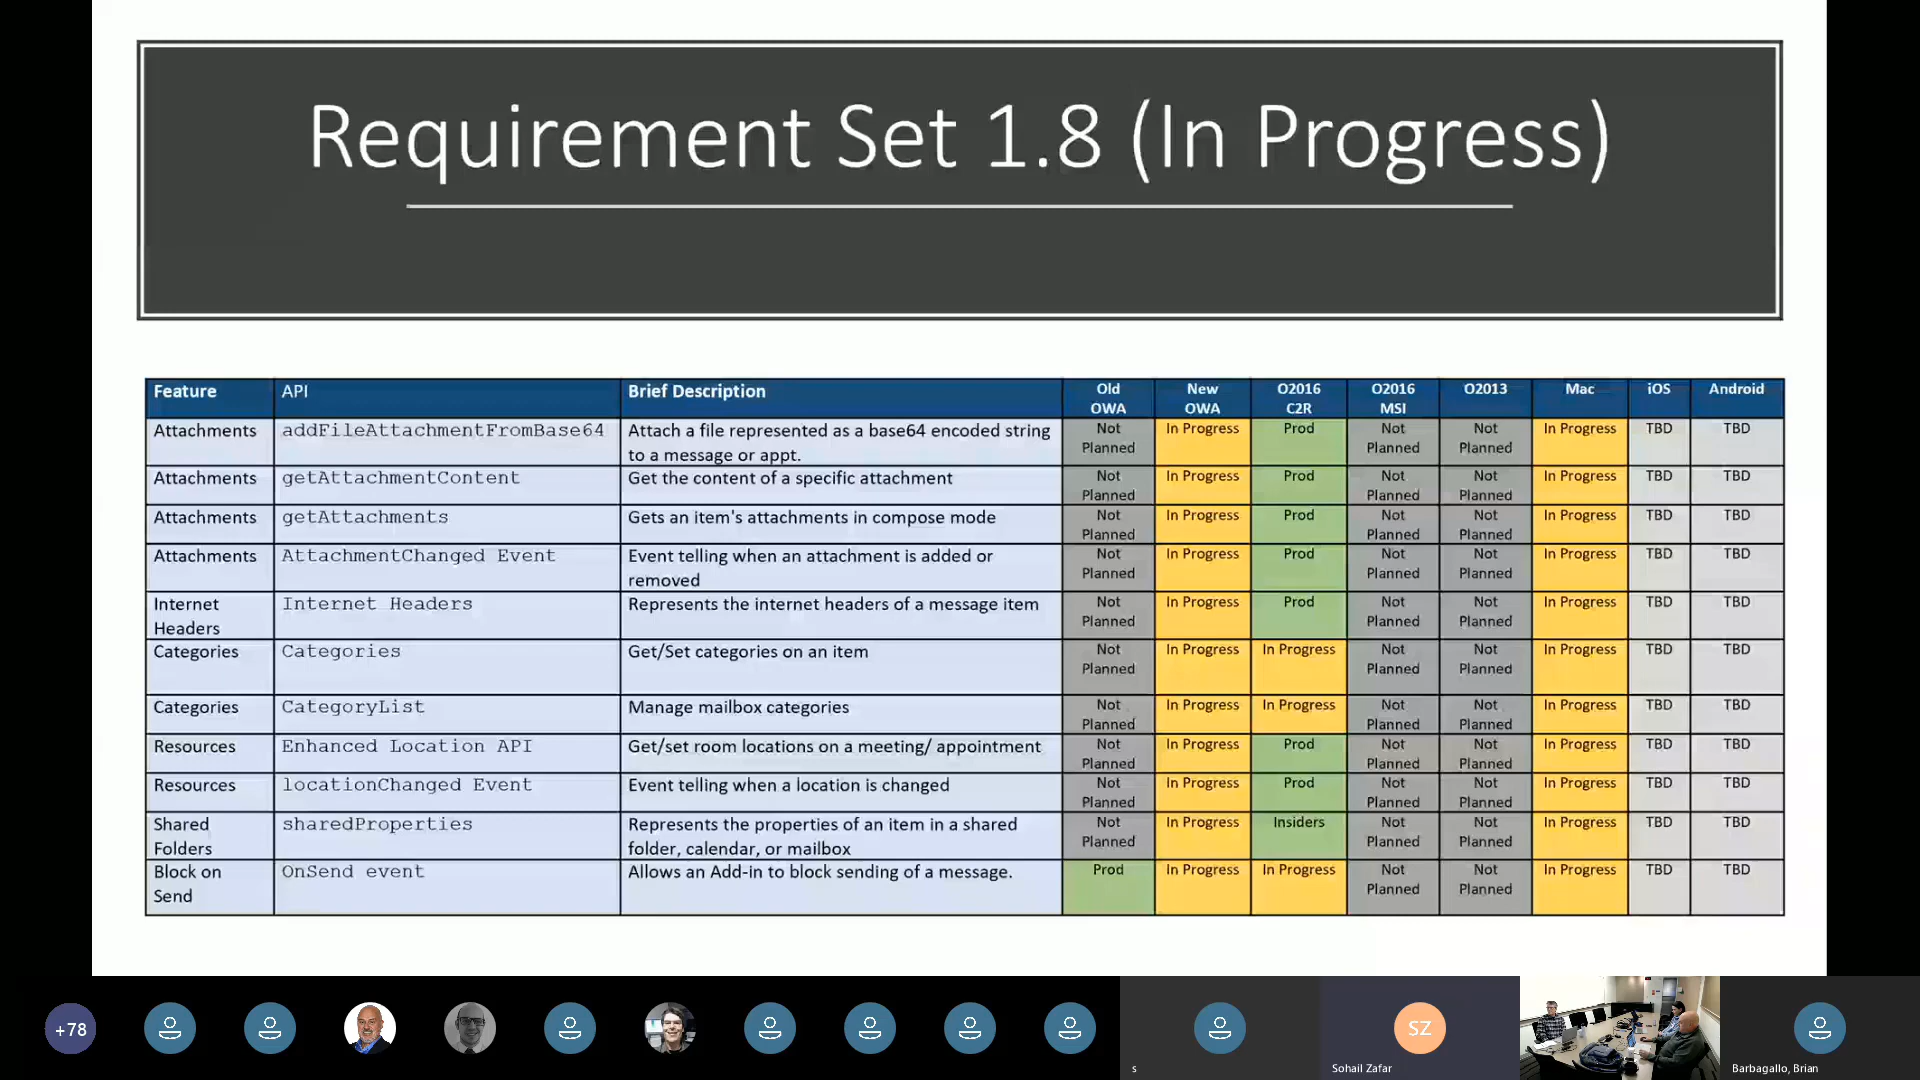 Requirement Set 1.8 (In Progress)
Feature API Brief Description Old OWA New OWA O2016 C2R O2016 MSI O2013 Mac iOS Android
Attachments addFileAttachmentFromBase64 Attach a file represented as a base64 encoded string to a message or appt. Not Planned In Progress Prod Not Planned Not Planned In Progress TBD TBD
Attachments getAttachmentContent Get the content of a specific attachment Not Planned In Progress Prod Not Planned Not Planned In Progress TBD TBD
Attachments getAttachments Gets an item's attachments in compose mode Not Planned In Progress Prod Not Planned Not Planned In Progress TBD TBD
Attachments AttachmentChanged Event Event telling when an attachment is added or removed Not Planned In Progress Prod Not Planned Not Planned In Progress TBD TBD
Internet Headers Internet Headers Represents the internet headers of a message item Not Planned In Progress Prod Not Planned Not Planned In Progress TBD TBD
Categories Categories Get/Set categories on an item Not Planned In Progress In Progress Not Planned Not Planned In Progress TBD TBD
Categories CategoryList Manage mailbox categories Not Planned In Progress In Progress Not Planned Not Planned In Progress TBD TBD
Resources Enhanced Location API Get/set room locations on a meeting/ appointment Not Planned In Progress Prod Not Planned Not Planned In Progress TBD TBD
Resources locationChanged Event Event telling when a location is changed Not Planned In Progress Prod Not Planned Not Planned In Progress TBD TBD
Shared Folders sharedProperties Represents the properties of an item in a shared folder, calendar, or mailbox Not Planned In Progress Insiders Not Planned Not Planned In Progress TBD TBD
Block on Send OnSend event Allows an Add-in to block sending of a message. Prod In Progress In Progress Not Planned Not Planned In Progress TBD TBD
+78
SZ
s
Sohail Zafar
Barbagallo, Brian